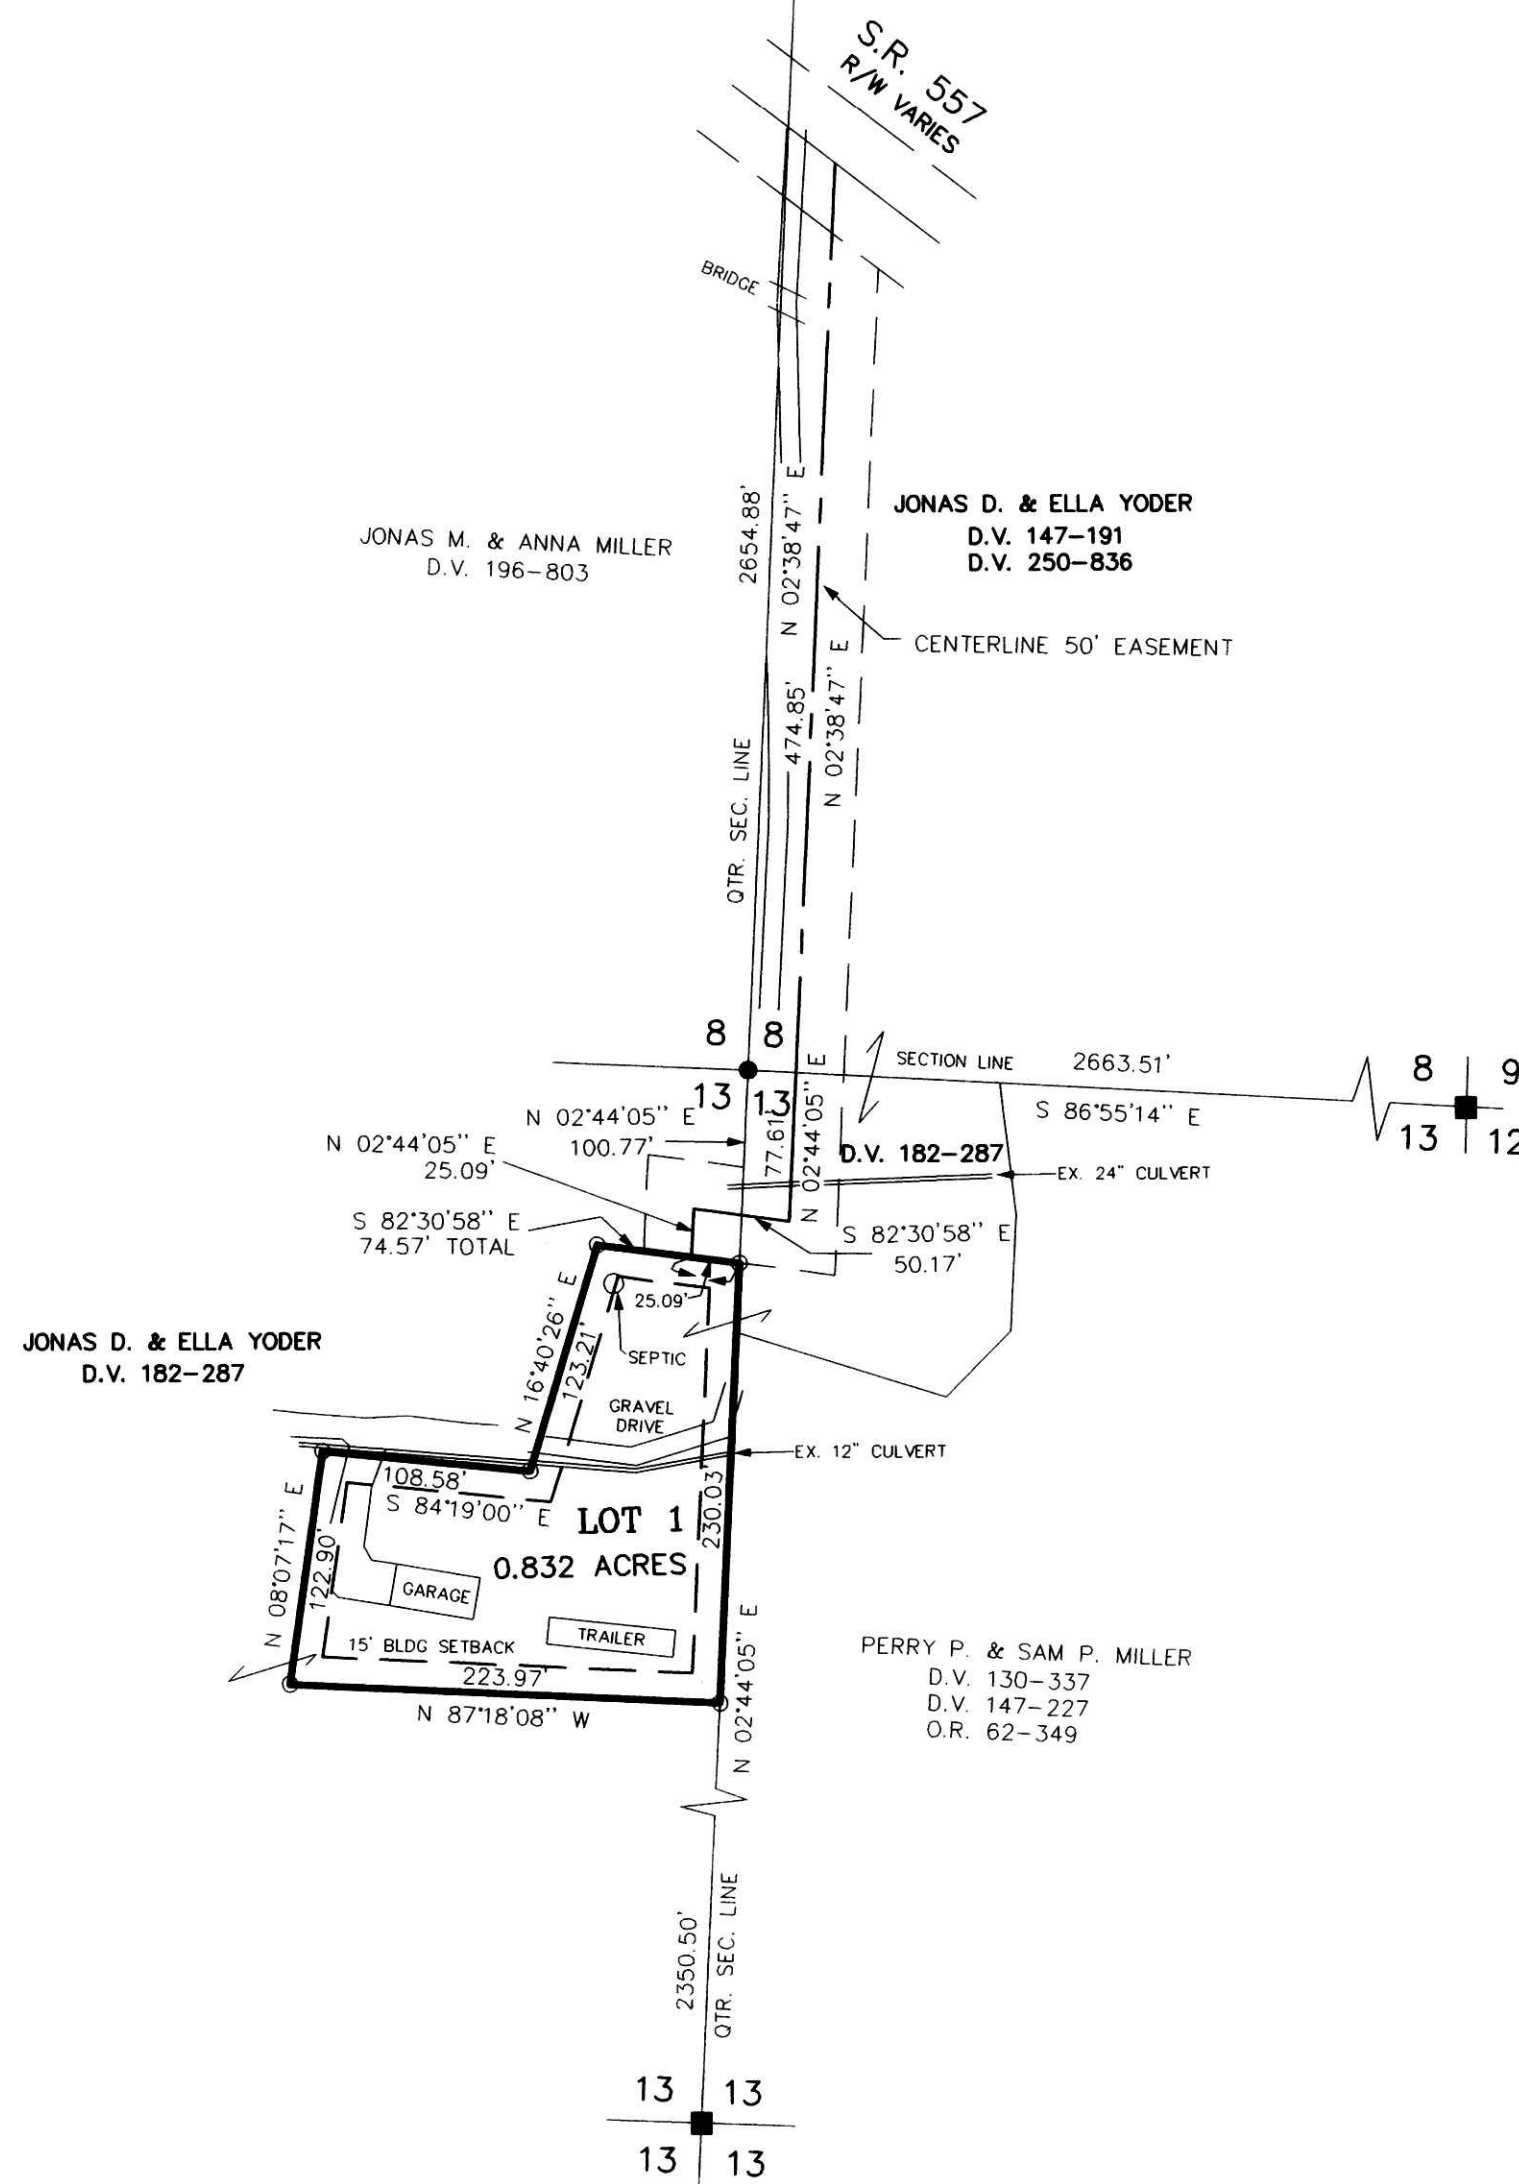 S.R. 557
R/W VARIES
BRIDGE
2654.88'
N 02°38'47" E
JONAS D. & ELLA YODER
D.V. 147-191
D.V. 250-836
JONAS M. & ANNA MILLER
D.V. 196-803
CENTERLINE 50' EASEMENT
474.85'
N 02°38'47" E
QTR. SEC. LINE
8 8
13 13
SECTION LINE 2663.51'
S 86°55'14" E
8 9
13 12
N 02°44'05" E
100.77'
N 02°44'05" E
25.09'
77.61'
N 02°44'05" E
D.V. 182-287
EX. 24" CULVERT
S 82°30'58" E
74.57' TOTAL
S 82°30'58" E
50.17'
25.09'
N 16°40'26" E
123.21'
SEPTIC
JONAS D. & ELLA YODER
D.V. 182-287
GRAVEL
DRIVE
EX. 12" CULVERT
108.58'
S 84°19'00" E
LOT 1
0.832 ACRES
230.03'
N 08°07'17" E
122.90'
GARAGE
TRAILER
15' BLDG SETBACK
223.97'
N 87°18'08" W
N 02°44'05" E
PERRY P. & SAM P. MILLER
D.V. 130-337
D.V. 147-227
O.R. 62-349
2350.50'
QTR. SEC. LINE
13 13
13 13